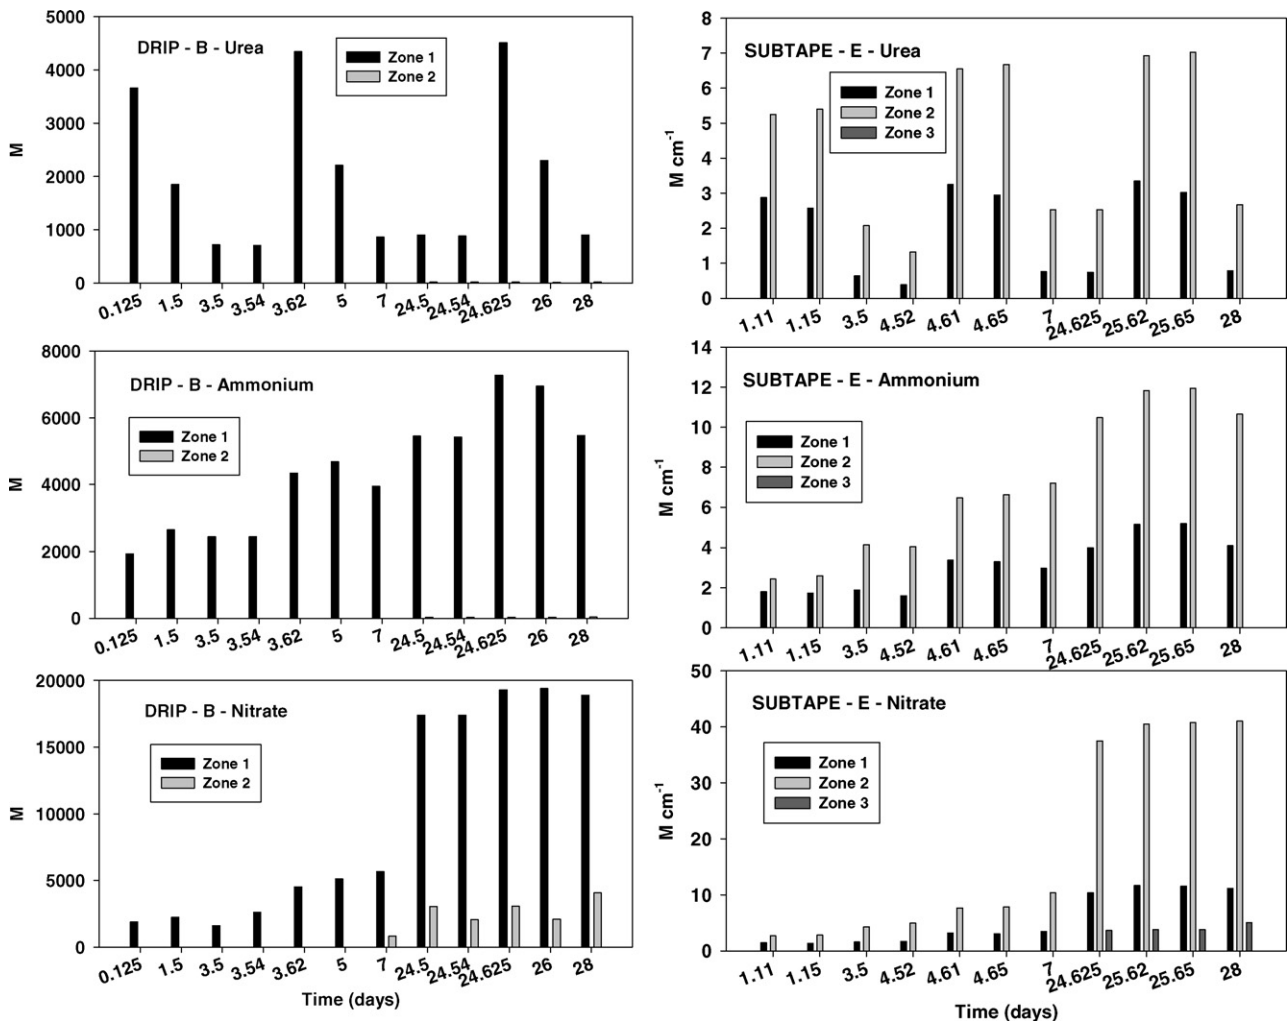 DRIP - B - Urea
Zone 1
Zone 2
5000
4000
3000
2000
1000
0
M
0.125 1.5 3.5 3.54 3.62 5 7 24.5 24.54 24.625 26 28
SUBTAPE - E - Urea
Zone 1
Zone 2
Zone 3
8
7
6
5
4
3
2
1
0
M cm-1
1.11 1.15 3.5 4.52 4.61 4.65 7 24.625 25.62 25.65 28
DRIP - B - Ammonium
Zone 1
Zone 2
8000
6000
4000
2000
0
M
0.125 1.5 3.5 3.54 3.62 5 7 24.5 24.54 24.625 26 28
SUBTAPE - E - Ammonium
Zone 1
Zone 2
Zone 3
14
12
10
8
6
4
2
0
M cm-1
1.11 1.15 3.5 4.52 4.61 4.65 7 24.625 25.62 25.65 28
DRIP - B - Nitrate
Zone 1
Zone 2
20000
15000
10000
5000
0
M
0.125 1.5 3.5 3.54 3.62 5 7 24.5 24.54 24.625 26 28
Time (days)
SUBTAPE - E - Nitrate
Zone 1
Zone 2
Zone 3
50
40
30
20
10
0
M cm-1
1.11 1.15 3.5 4.52 4.61 4.65 7 24.625 25.62 25.65 28
Time (days)